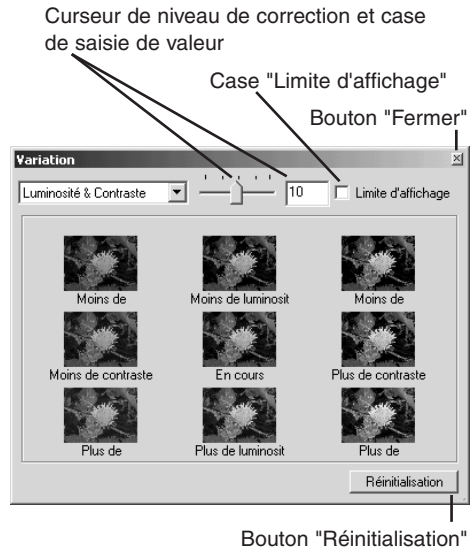 Curseur de niveau de correction et case
de saisie de valeur
Case "Limite d'affichage"
Bouton "Fermer"
Variation
Luminosité & Contraste
10
Limite d'affichage
Moins de
Moins de luminosit
Moins de
Moins de contraste
En cours
Plus de contraste
Plus de
Plus de luminosit
Plus de
Réinitialisation
Bouton "Réinitialisation"